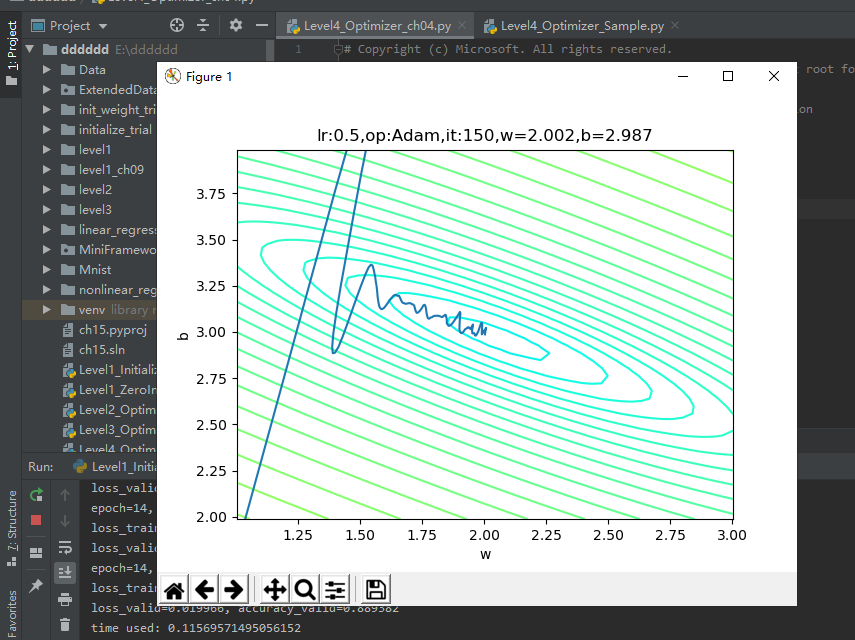 Level4_Optimizer_ch04.py
Project
Level4_Optimizer_ch04.py
Level4_Optimizer_Sample.py
1: Project
dddddd E:\dddddd
1
# Copyright (c) Microsoft. All rights reserved.
root fo
Data
ExtendedData
init_weight_tri
initialize_trial
level1
level1_ch09
level2
level3
linear_regress
MiniFramewo
Mnist
nonlinear_reg
venv library r
ch15.pyproj
ch15.sln
Level1_Initializ
Level1_ZeroIn
Level2_Optim
Level3_Optim
Level4_Optim
Figure 1
lr:0.5,op:Adam,it:150,w=2.002,b=2.987
3.75
3.50
3.25
3.00
2.75
2.50
2.25
2.00
b
1.25 1.50 1.75 2.00 2.25 2.50 2.75 3.00
w
Run:
Level1_Initia
loss_valid
epoch=14,
loss_train
loss_valid
epoch=14,
loss_train
loss_valid=0.019966, accuracy_valid=0.889382
time used: 0.11569571495056152
7: Structure
Favorites